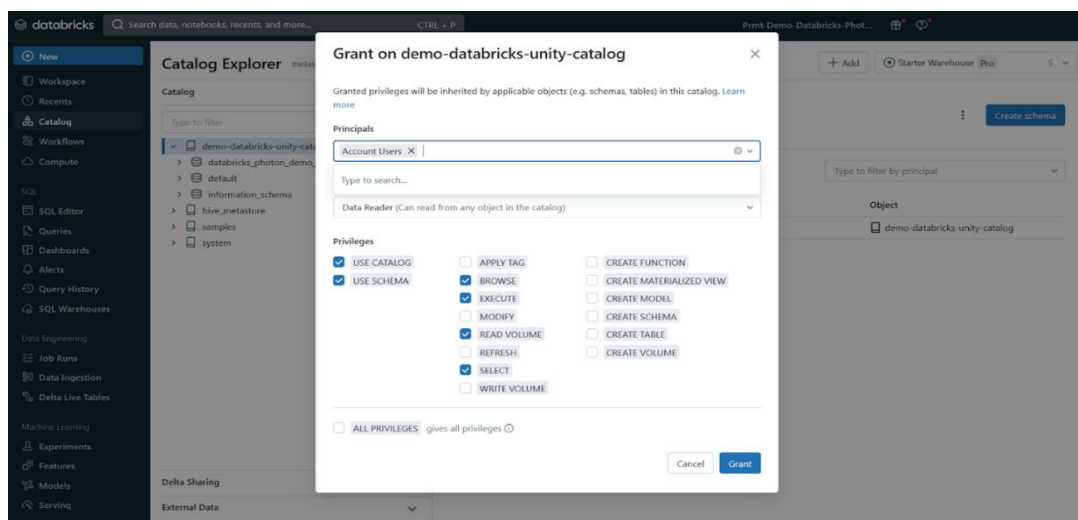 databricks
Search data, notebooks, recents, and more...
CTRL + P
Prmt-Demo-Databricks-Phot...
New
Workspace
Recents
Catalog
Workflows
Compute
SQL
SQL Editor
Queries
Dashboards
Alerts
Query History
SQL Warehouses
Data Engineering
Job Runs
Data Ingestion
Delta Live Tables
Machine Learning
Experiments
Features
Models
Serving
Catalog Explorer
Catalog
Type to filter
demo-databricks-unity-cat
databricks_photon_demo_
default
information_schema
hive_metastore
samples
system
Delta Sharing
External Data
Grant on demo-databricks-unity-catalog
Granted privileges will be inherited by applicable objects (e.g. schemas, tables) in this catalog. Learn
more
Principals
Account Users
Type to search...
Data Reader (Can read from any object in the catalog)
Privileges
USE CATALOG
USE SCHEMA
APPLY TAG
BROWSE
EXECUTE
MODIFY
READ VOLUME
REFRESH
SELECT
WRITE VOLUME
CREATE FUNCTION
CREATE MATERIALIZED VIEW
CREATE MODEL
CREATE SCHEMA
CREATE TABLE
CREATE VOLUME
ALL PRIVILEGES gives all privileges
Cancel
Grant
Add
Starter Warehouse Pro
S
Create schema
Type to filter by principal
Object
demo-databricks-unity-catalog